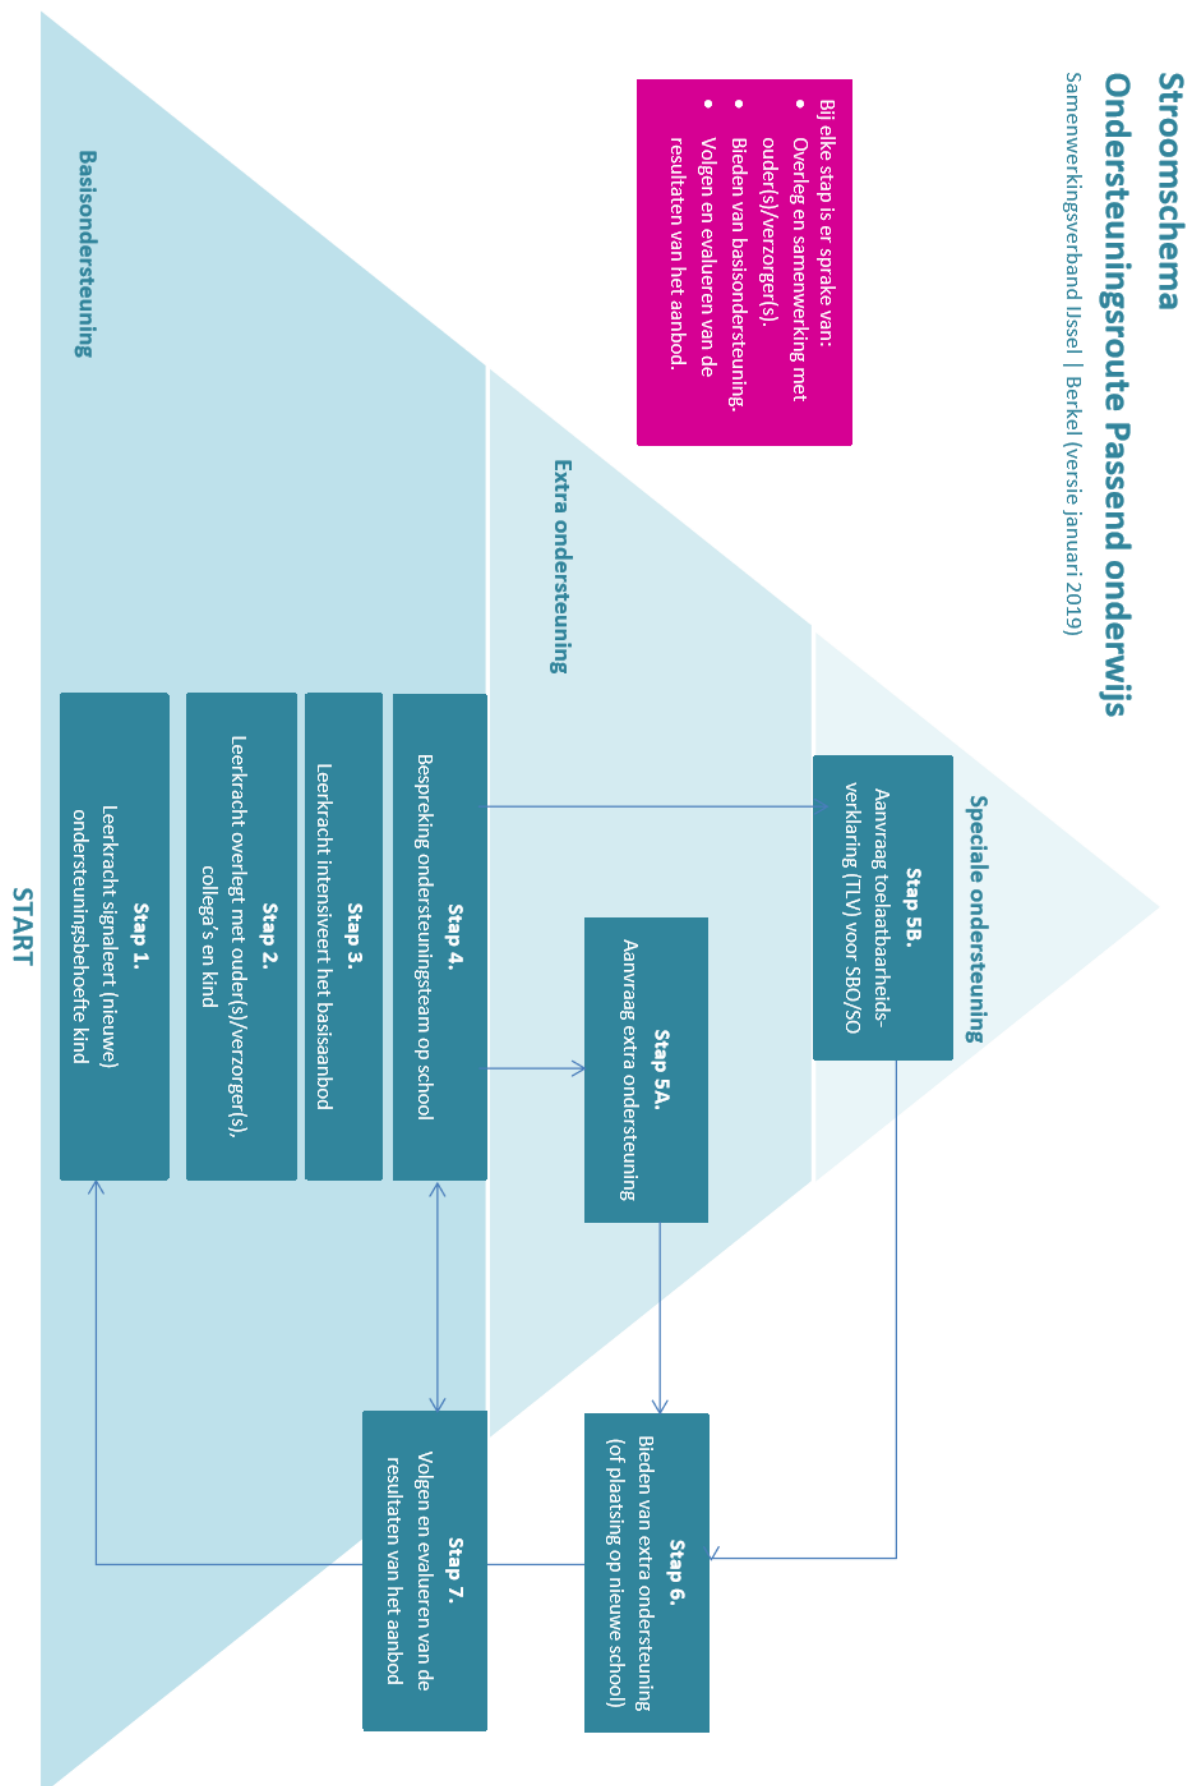 Stroomschema
Ondersteuningsroute Passend onderwijs
Samenwerkingsverband IJssel | Berkel (versie januari 2019)
Bij elke stap is er sprake van:
• Overleg en samenwerking met
ouder(s)/verzorger(s).
• Bieden van basisondersteuning.
• Volgen en evalueren van de
resultaten van het aanbod.
Speciale ondersteuning
Stap 5B.
Aanvraag toelaatbaarheids-
verklaring (TLV) voor SBO/SO
Extra ondersteuning
Stap 5A.
Aanvraag extra ondersteuning
Stap 6.
Bieden van extra ondersteuning
(of plaatsing op nieuwe school)
Stap 4.
Bespreking ondersteuningsteam op school
Stap 7.
Volgen en evalueren van de
resultaten van het aanbod
Stap 3.
Leerkracht intensiveert het basisaanbod
Stap 2.
Leerkracht overlegt met ouder(s)/verzorger(s),
collega's en kind
Basisondersteuning
Stap 1.
Leerkracht signaleert (nieuwe)
ondersteuningsbehoefte kind
START